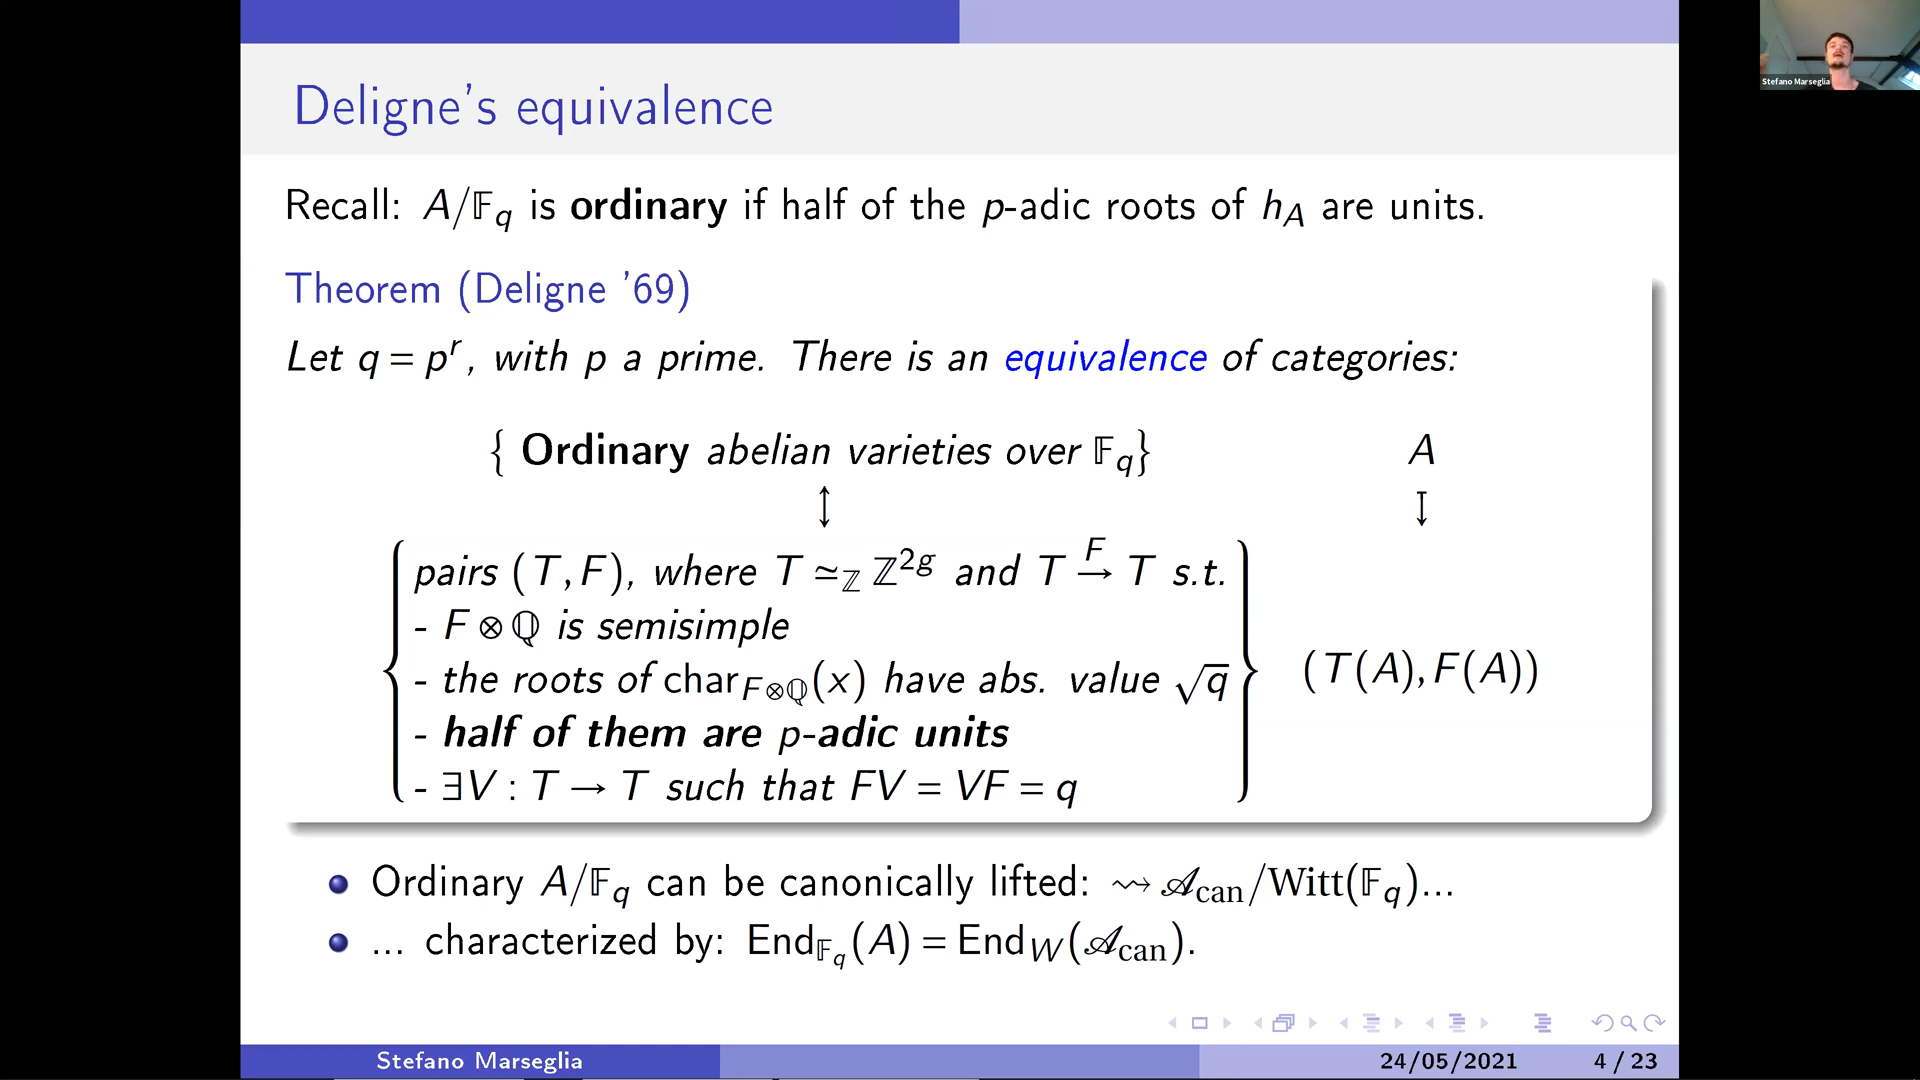 Deligne's equivalence
Stefano Marseglia
Recall: A/𝔽_q is ordinary if half of the p-adic roots of h_A are units.
Theorem (Deligne '69)
Let q = p^r, with p a prime. There is an equivalence of categories:
{ Ordinary abelian varieties over 𝔽_q} A
↕ ↧
pairs (T,F), where T ≃_ℤ ℤ^{2g} and T →^F T s.t.
- F ⊗ ℚ is semisimple
- the roots of char_{F⊗ℚ}(x) have abs. value √q (T(A),F(A))
- half of them are p-adic units
- ∃V : T → T such that FV = VF = q
Ordinary A/𝔽_q can be canonically lifted: ⇝ 𝒜_can/Witt(𝔽_q)...
... characterized by: End_{𝔽_q}(A) = End_W(𝒜_can).
Stefano Marseglia 24/05/2021 4 / 23